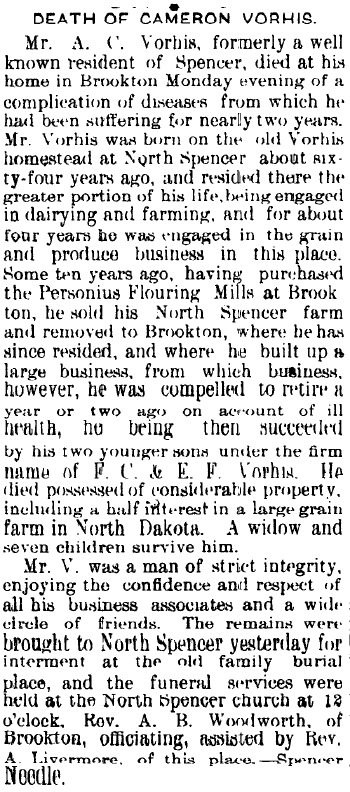 DEATH OF CAMERON VORHIS.
Mr. A. C. Vorhis, formerly a well
known resident of Spencer, died at his
home in Brookton Monday evening of a
complication of diseases from which he
had been suffering for nearly two years.
Mr. Vorhis was born on the old Vorhis
homestead at North Spencer about six-
ty-four years ago, and resided there the
greater portion of his life, being engaged
in dairying and farming, and for about
four years he was engaged in the grain
and produce business in this place.
Some ten years ago, having purchased
the Personius Flouring Mills at Brook
ton, he sold his North Spencer farm
and removed to Brookton, where he has
since resided, and where he built up a
large business, from which business,
however, he was compelled to retire a
year or two ago on account of ill
health, he being then succeeded
by his two younger sons under the firm
name of F. C. & E. F. Vorhis. He
died possessed of considerable property,
including a half interest in a large grain
farm in North Dakota. A widow and
seven children survive him.
Mr. V. was a man of strict integrity,
enjoying the confidence and respect of
all his business associates and a wide
circle of friends. The remains were
brought to North Spencer yesterday for
interment at the old family burial
place, and the funeral services were
held at the North Spencer church at 12
o'clock, Rev. A. B. Woodworth, of
Brookton, officiating, assisted by Rev.
A. Livermore, of this place.—Spencer
Needle.